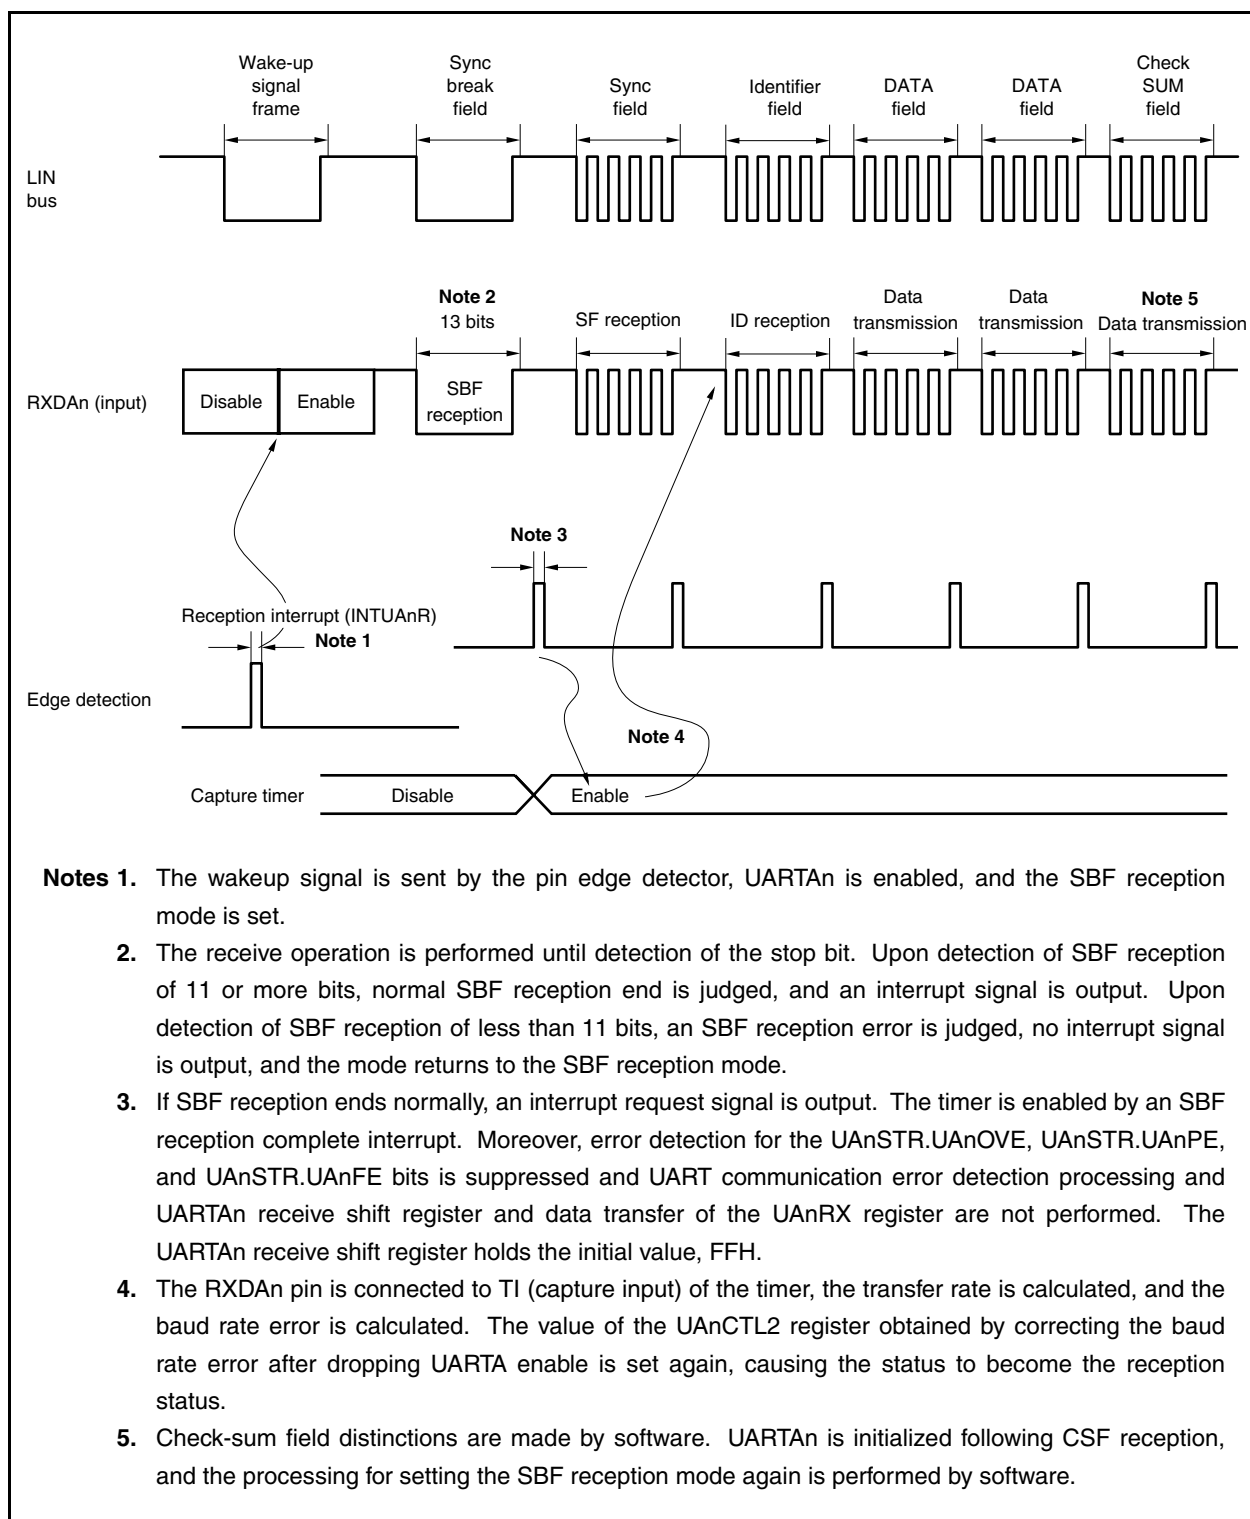 Wake-up
signal
frame
Sync
break
field
Sync
field
Identifier
field
DATA
field
DATA
field
Check
SUM
field
LIN
bus
Note 2
13 bits
SF reception
ID reception
Data
transmission
Data
transmission
Note 5
Data transmission
RXDAn (input)
Disable
Enable
SBF
reception
Note 3
Reception interrupt (INTUAnR)
Note 1
Edge detection
Note 4
Capture timer
Disable
Enable
Notes 1. The wakeup signal is sent by the pin edge detector, UARTAn is enabled, and the SBF reception
mode is set.
2. The receive operation is performed until detection of the stop bit. Upon detection of SBF reception
of 11 or more bits, normal SBF reception end is judged, and an interrupt signal is output. Upon
detection of SBF reception of less than 11 bits, an SBF reception error is judged, no interrupt signal
is output, and the mode returns to the SBF reception mode.
3. If SBF reception ends normally, an interrupt request signal is output. The timer is enabled by an SBF
reception complete interrupt. Moreover, error detection for the UAnSTR.UAnOVE, UAnSTR.UAnPE,
and UAnSTR.UAnFE bits is suppressed and UART communication error detection processing and
UARTAn receive shift register and data transfer of the UAnRX register are not performed. The
UARTAn receive shift register holds the initial value, FFH.
4. The RXDAn pin is connected to TI (capture input) of the timer, the transfer rate is calculated, and the
baud rate error is calculated. The value of the UAnCTL2 register obtained by correcting the baud
rate error after dropping UARTA enable is set again, causing the status to become the reception
status.
5. Check-sum field distinctions are made by software. UARTAn is initialized following CSF reception,
and the processing for setting the SBF reception mode again is performed by software.